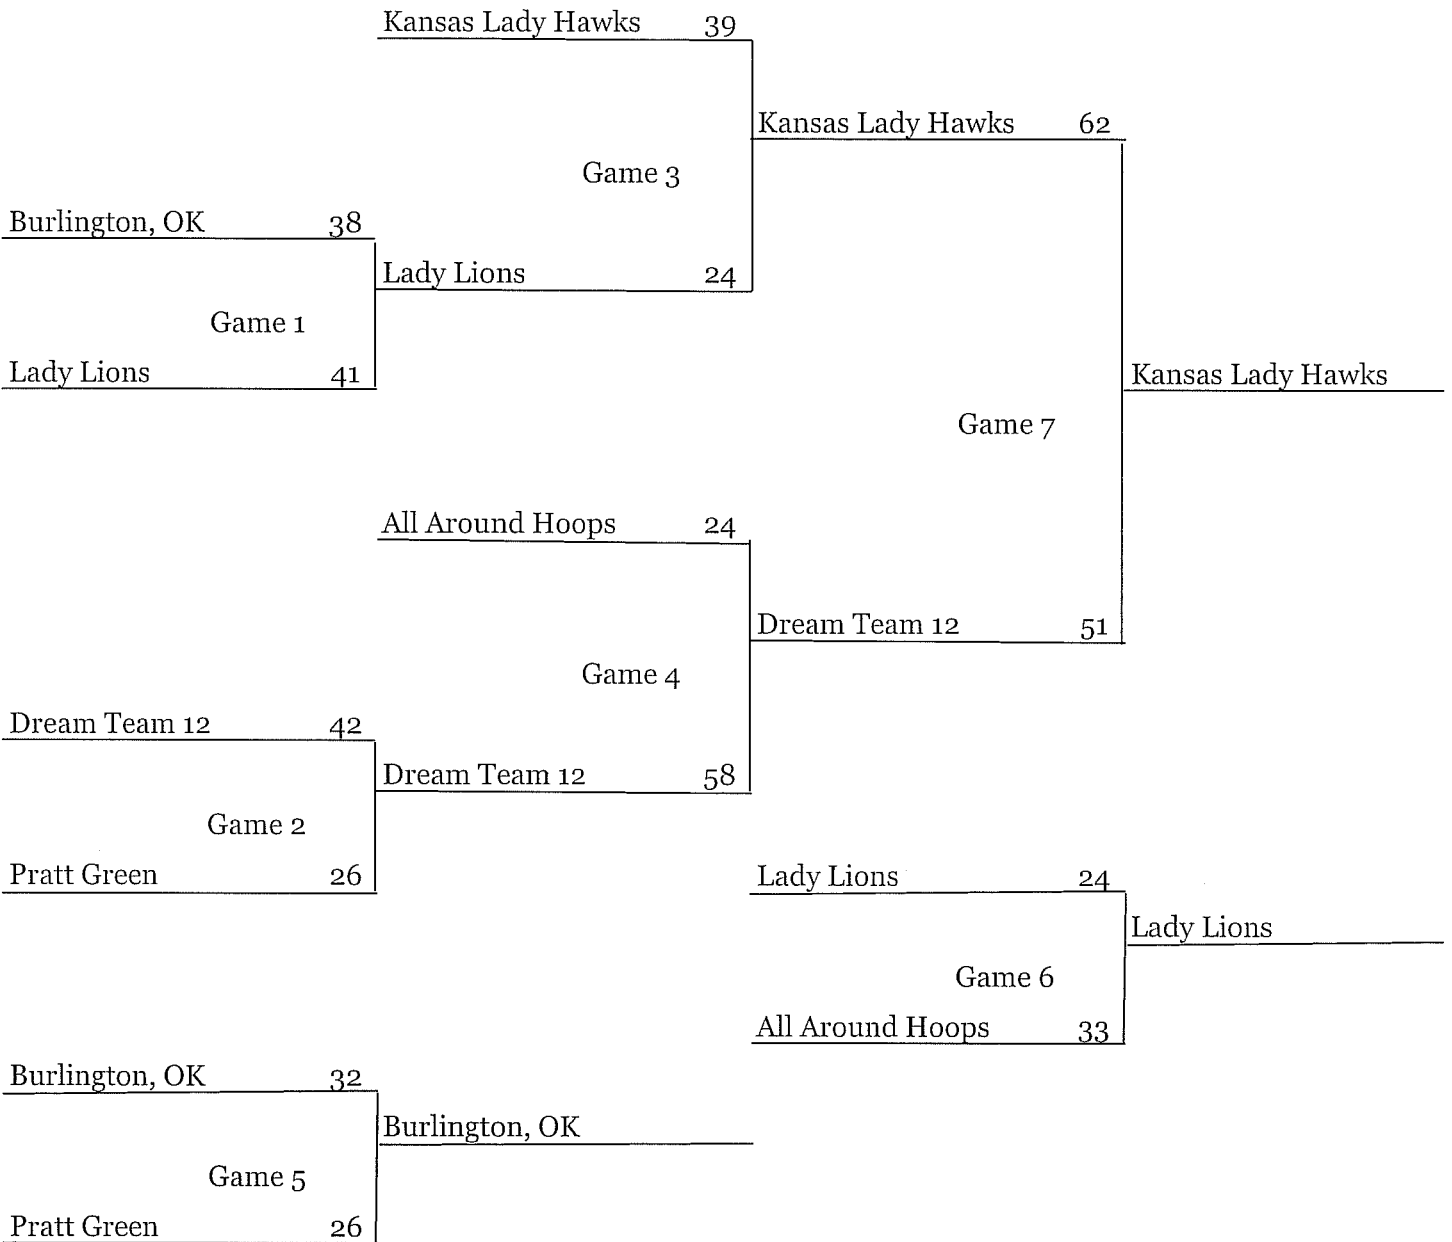 Kansas Lady Hawks 39
Kansas Lady Hawks 62
Game 3
Burlington, OK 38
Lady Lions 24
Game 1
Lady Lions 41
Kansas Lady Hawks
Game 7
All Around Hoops 24
Dream Team 12 51
Game 4
Dream Team 12 42
Dream Team 12 58
Game 2
Pratt Green 26
Lady Lions 24
Lady Lions
Game 6
All Around Hoops 33
Burlington, OK 32
Burlington, OK
Game 5
Pratt Green 26